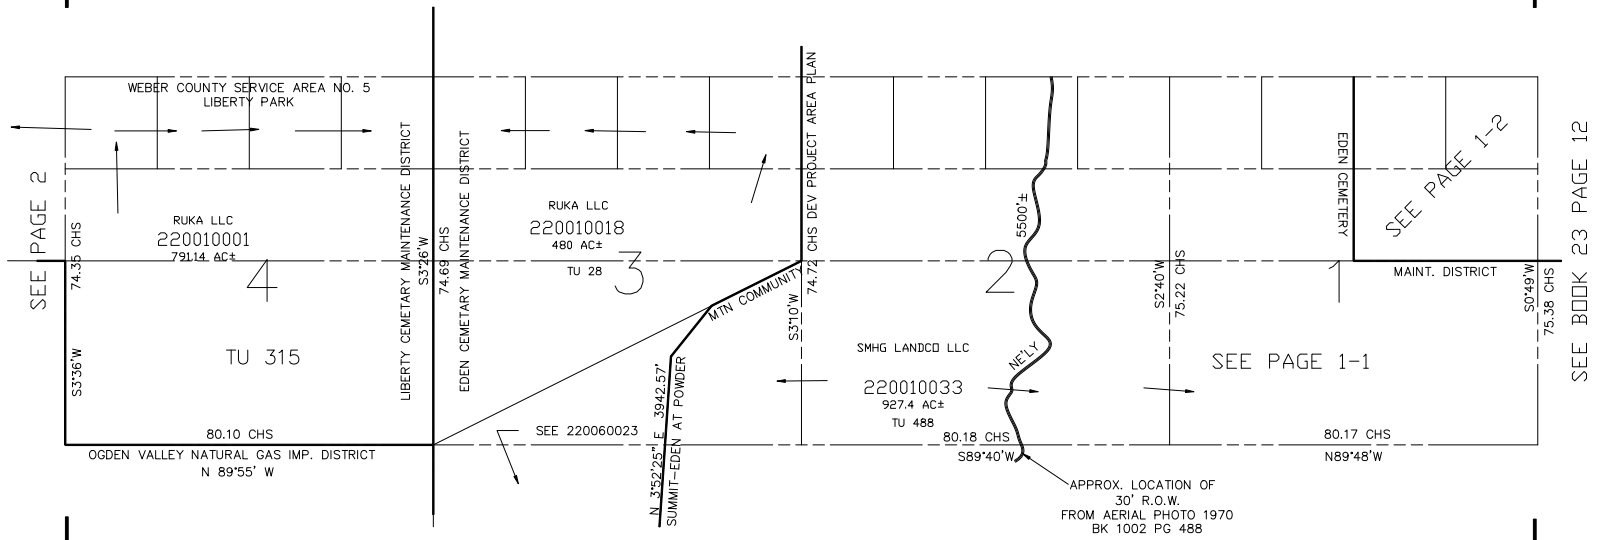 WEBER COUNTY SERVICE AREA NO. 5
LIBERTY PARK
SEE PAGE 2
74.35 CHS
S3°36'W
RUKA LLC
220010001
791.14 AC±
4
TU 315
80.10 CHS
OGDEN VALLEY NATURAL GAS IMP. DISTRICT
N 89°55' W
LIBERTY CEMETARY MAINTENANCE DISTRICT
S3°26'W
74.69 CHS
EDEN CEMETARY MAINTENANCE DISTRICT
RUKA LLC
220010018
480 AC±
TU 28
3
MTN COMMUNITY
SEE 220060023
N 3°52'25" E 3942.57'
SUMMIT-EDEN AT POWDER
74.72 CHS DEV PROJECT AREA PLAN
S3°10'W
2
5500'±
NE'LY
SMHG LANDCO LLC
220010033
927.4 AC±
TU 488
80.18 CHS
S89°40'W
APPROX. LOCATION OF
30' R.O.W.
FROM AERIAL PHOTO 1970
BK 1002 PG 488
S2°40'W
75.22 CHS
1
SEE PAGE 1-1
80.17 CHS
N89°48'W
EDEN CEMETERY
SEE PAGE 1-2
MAINT. DISTRICT
S0°49'W
75.38 CHS
SEE BOOK 23 PAGE 12